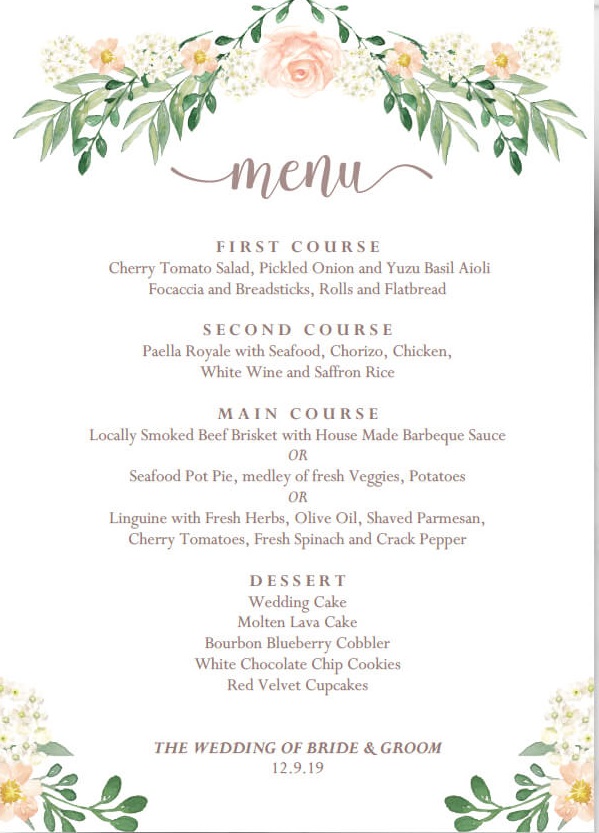 menu
FIRST COURSE
Cherry Tomato Salad, Pickled Onion and Yuzu Basil Aioli
Focaccia and Breadsticks, Rolls and Flatbread
SECOND COURSE
Paella Royale with Seafood, Chorizo, Chicken,
White Wine and Saffron Rice
MAIN COURSE
Locally Smoked Beef Brisket with House Made Barbeque Sauce
OR
Seafood Pot Pie, medley of fresh Veggies, Potatoes
OR
Linguine with Fresh Herbs, Olive Oil, Shaved Parmesan,
Cherry Tomatoes, Fresh Spinach and Crack Pepper
DESSERT
Wedding Cake
Molten Lava Cake
Bourbon Blueberry Cobbler
White Chocolate Chip Cookies
Red Velvet Cupcakes
THE WEDDING OF BRIDE & GROOM
12.9.19